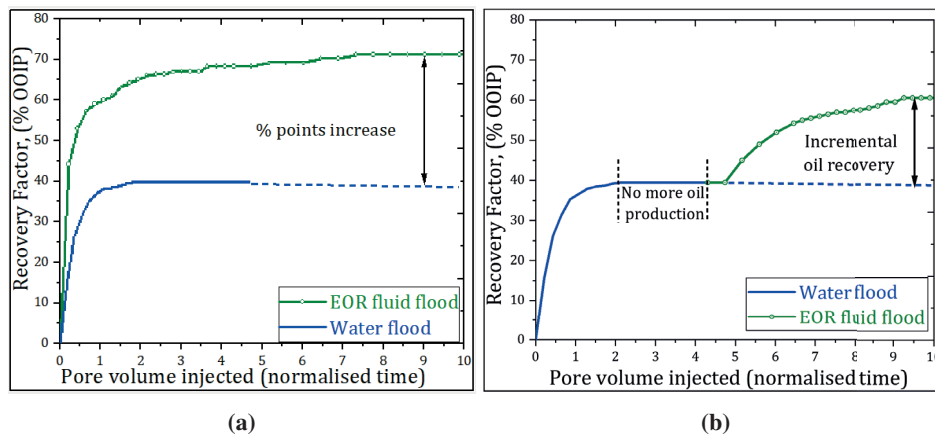 80
70
60
50
40
30
20
10
0
Recovery Factor, (% OOIP)
% points increase
EOR fluid flood
Water flood
0 1 2 3 4 5 6 7 8 9 10
Pore volume injected (normalised time)
(a)
80
70
60
50
40
30
20
10
0
Recovery Factor, (% OOIP)
No more oil
production
Incremental
oil recovery
Water flood
EOR fluid flood
0 1 2 3 4 5 6 7 8 9 10
Pore volume injected (normalised time)
(b)